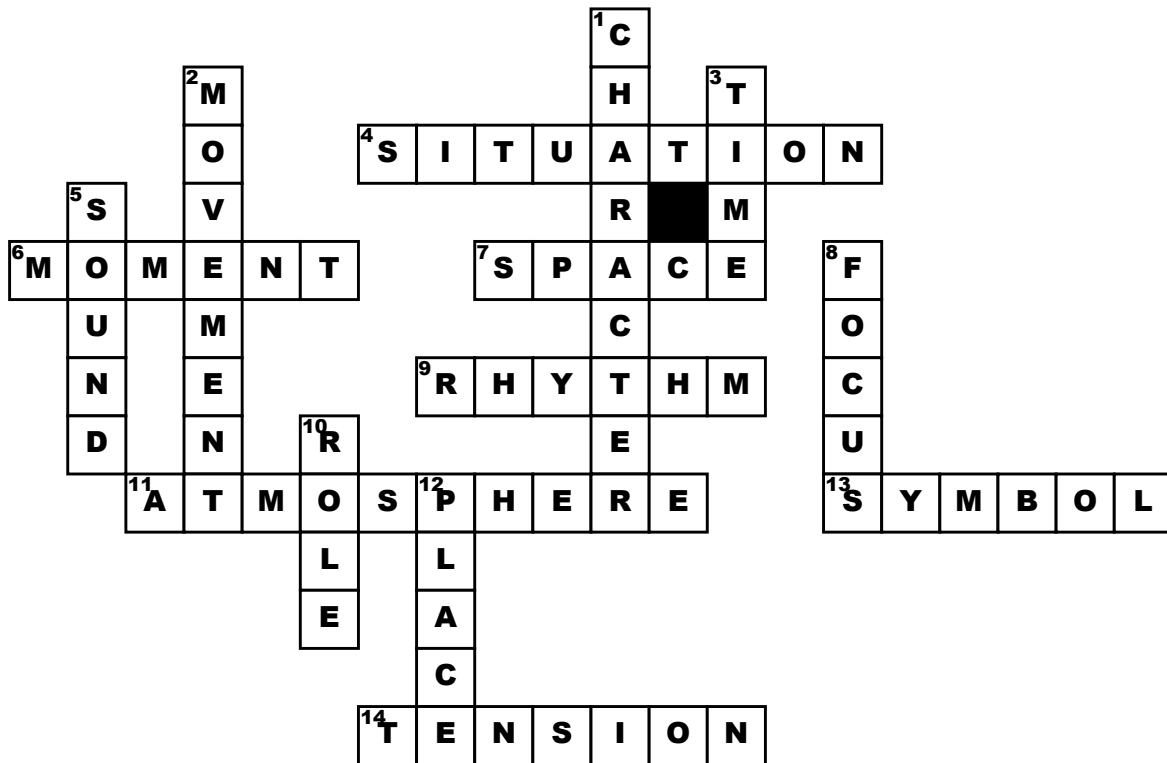 1 C
2 M H 3 T
O 4 S I T U A T I O N
5 S V R M
6 M O M E N T 7 S P A C E 8 F
U M C O
N E 9 R H Y T H M C
D N 10 R E U
11 A T M O S 12 P H E R E 13 S Y M B O L
L L
E A
C
14 T E N S I O N